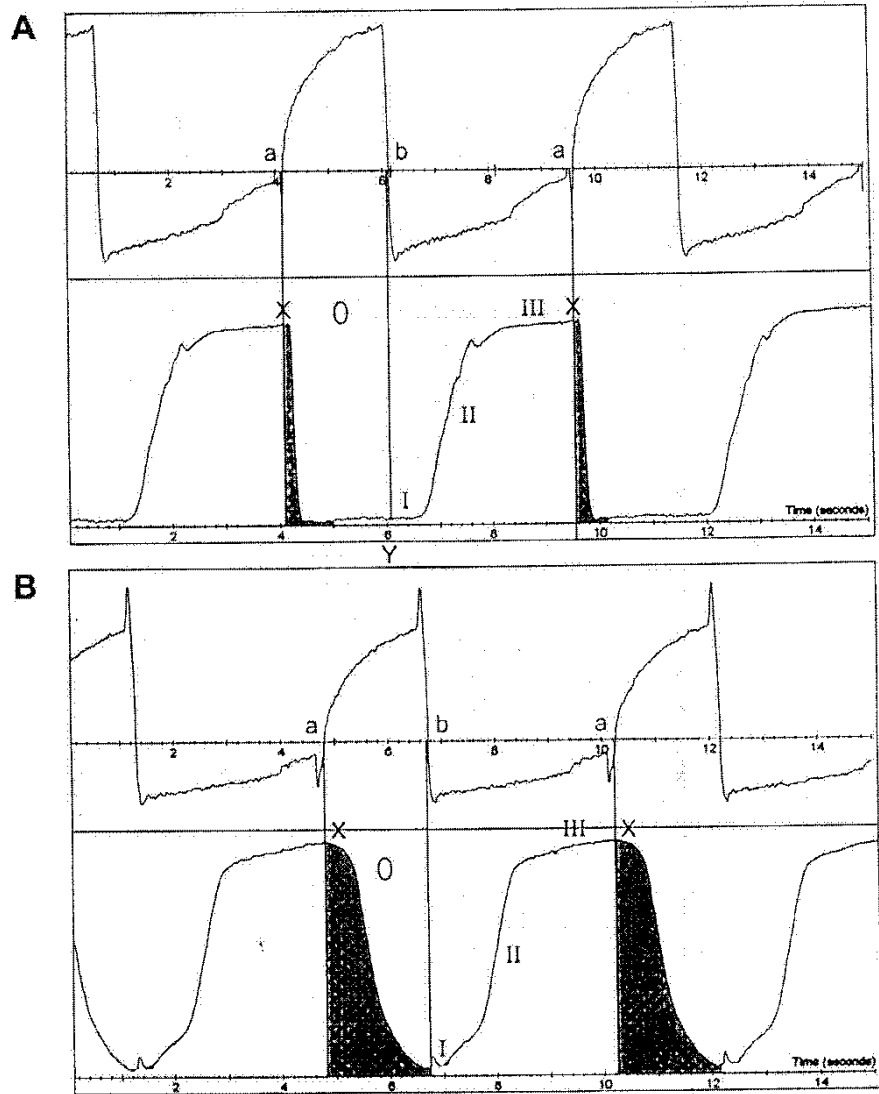 A
a b a
2 4 6 8 10 12 14
X 0 III X
II
I
Time (seconds)
2 4 6 8 10 12
Y
B
a b a
2 4 6 8 10 12 14
X III X
0
II
I
Time (seconds)
2 4 6 8 10 12 14